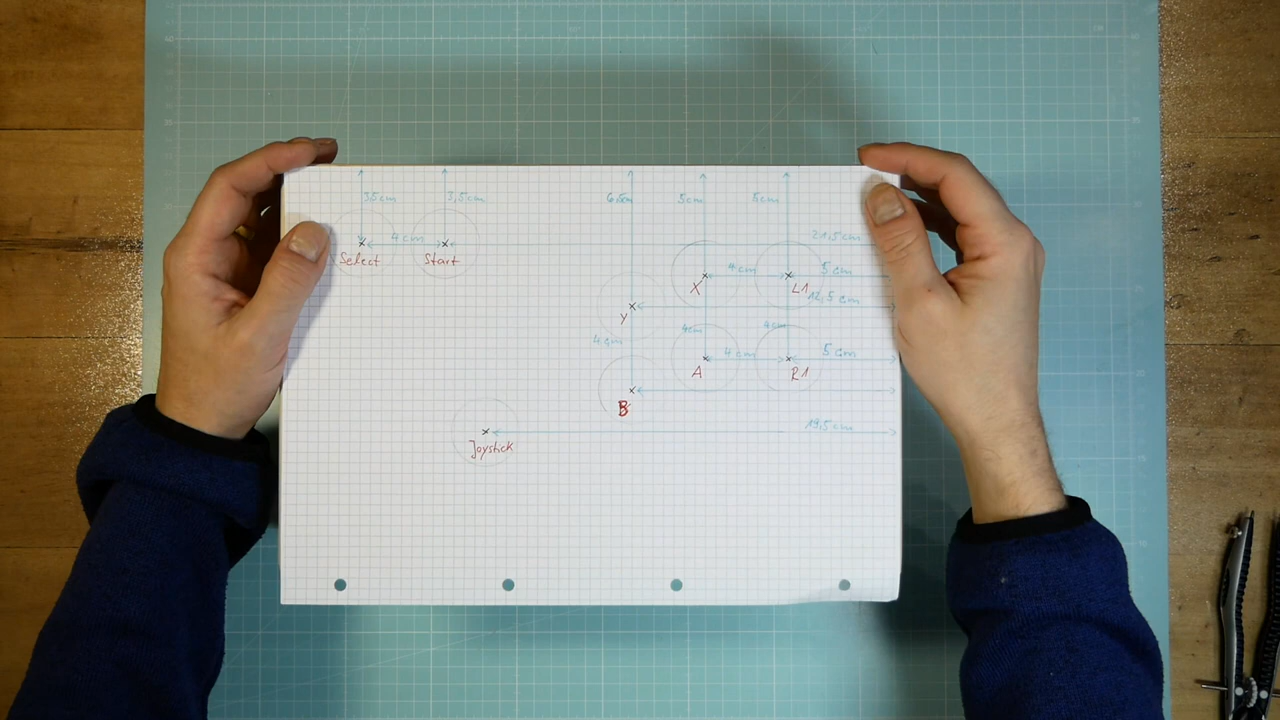 3,5cm 3,5cm 6,5cm 5cm 5cm
4cm 21,5cm
Select Start
4cm 5cm
X L1
12,5cm
Y
4cm 4cm
4cm
4cm 5cm
A R1
B
19,5cm
Joystick